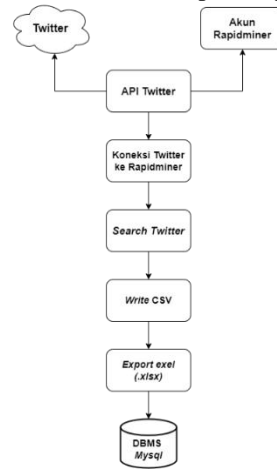 Twitter
Akun
Rapidminer
API Twitter
Koneksi Twitter
ke Rapidminer
Search Twitter
Write CSV
Export exel
(.xlsx)
DBMS
Mysql